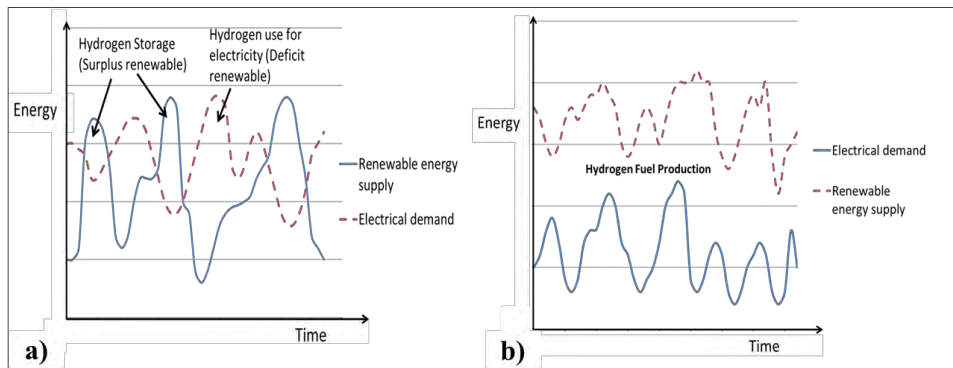 Hydrogen Storage
(Surplus renewable)
Hydrogen use for
electricity (Deficit
renewable)
Energy
Renewable energy
supply
Electrical demand
Time
a)
Energy
Hydrogen Fuel Production
Electrical demand
Renewable
energy supply
Time
b)